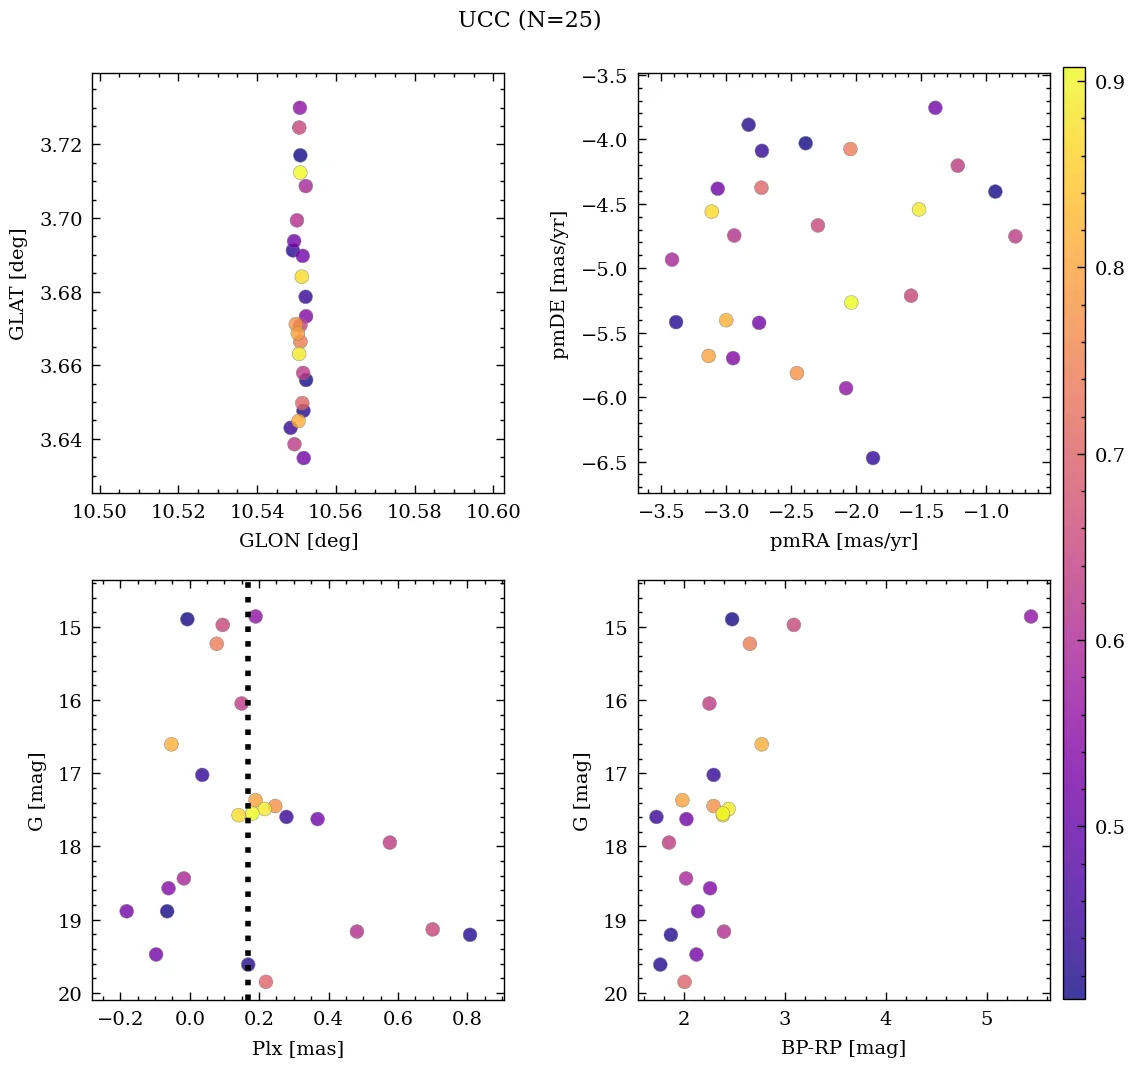 UCC (N=25)
3.72
3.70
3.68
3.66
3.64
GLAT [deg]
10.50 10.52 10.54 10.56 10.58 10.60
GLON [deg]
−3.5
−4.0
−4.5
−5.0
−5.5
−6.0
−6.5
pmDE [mas/yr]
−3.5 −3.0 −2.5 −2.0 −1.5 −1.0
pmRA [mas/yr]
0.9
0.8
0.7
0.6
0.5
15
16
17
18
19
20
G [mag]
−0.2 0.0 0.2 0.4 0.6 0.8
Plx [mas]
15
16
17
18
19
20
G [mag]
2 3 4 5
BP-RP [mag]